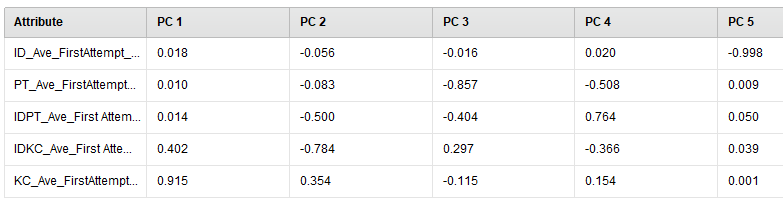 Attribute PC 1 PC 2 PC 3 PC 4 PC 5
ID_Ave_FirstAttempt_... 0.018 -0.056 -0.016 0.020 -0.998
PT_Ave_FirstAttempt... 0.010 -0.083 -0.857 -0.508 0.009
IDPT_Ave_First Attem... 0.014 -0.500 -0.404 0.764 0.050
IDKC_Ave_First Atte... 0.402 -0.784 0.297 -0.366 0.039
KC_Ave_FirstAttempt... 0.915 0.354 -0.115 0.154 0.001